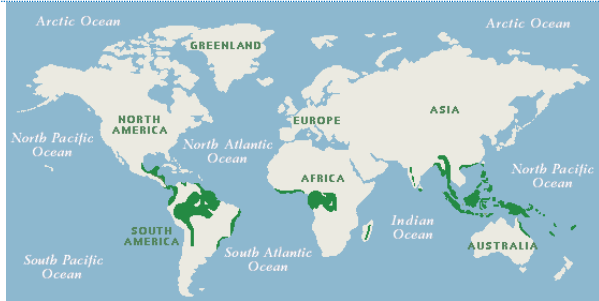 Arctic Ocean
Arctic Ocean
GREENLAND
NORTH
AMERICA
EUROPE
ASIA
North Pacific
Ocean
North Atlantic
Ocean
North Pacific
Ocean
AFRICA
SOUTH
AMERICA
Indian
Ocean
AUSTRALIA
South Pacific
Ocean
South Atlantic
Ocean